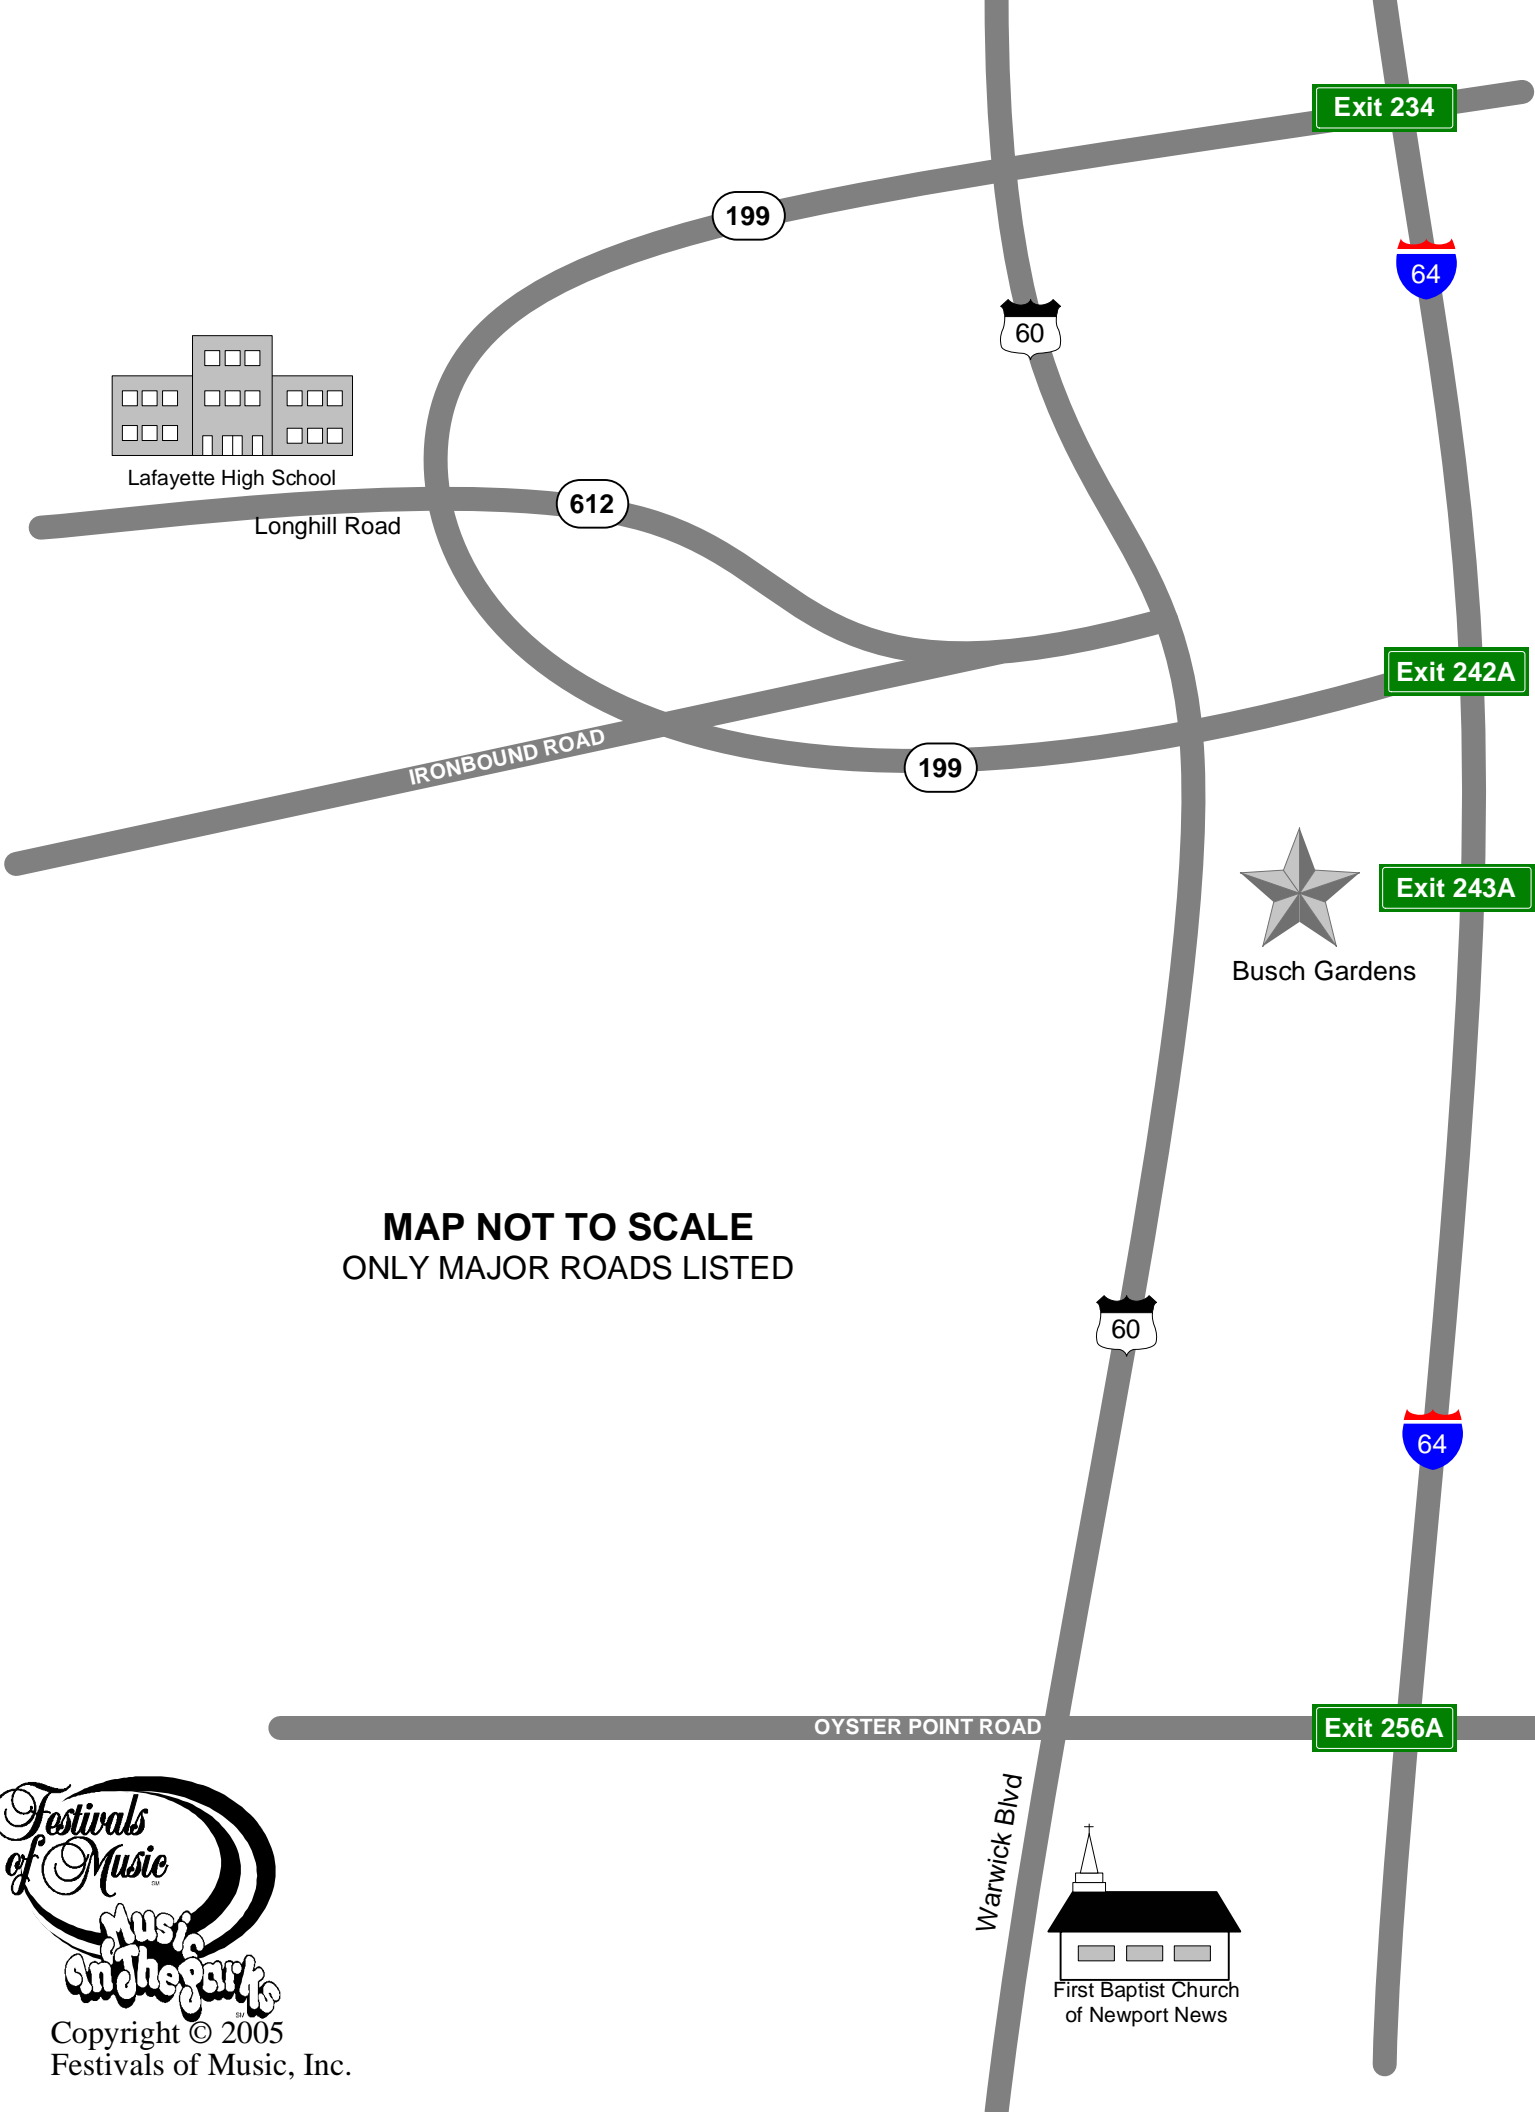 Exit 234
199
64
60
Lafayette High School
612
Longhill Road
Exit 242A
IRONBOUND ROAD
199
Exit 243A
Busch Gardens
MAP NOT TO SCALE
ONLY MAJOR ROADS LISTED
60
64
OYSTER POINT ROAD
Exit 256A
Warwick Blvd
Festivals
of Music
SM
Music
In The Parks
SM
First Baptist Church
of Newport News
Copyright © 2005
Festivals of Music, Inc.